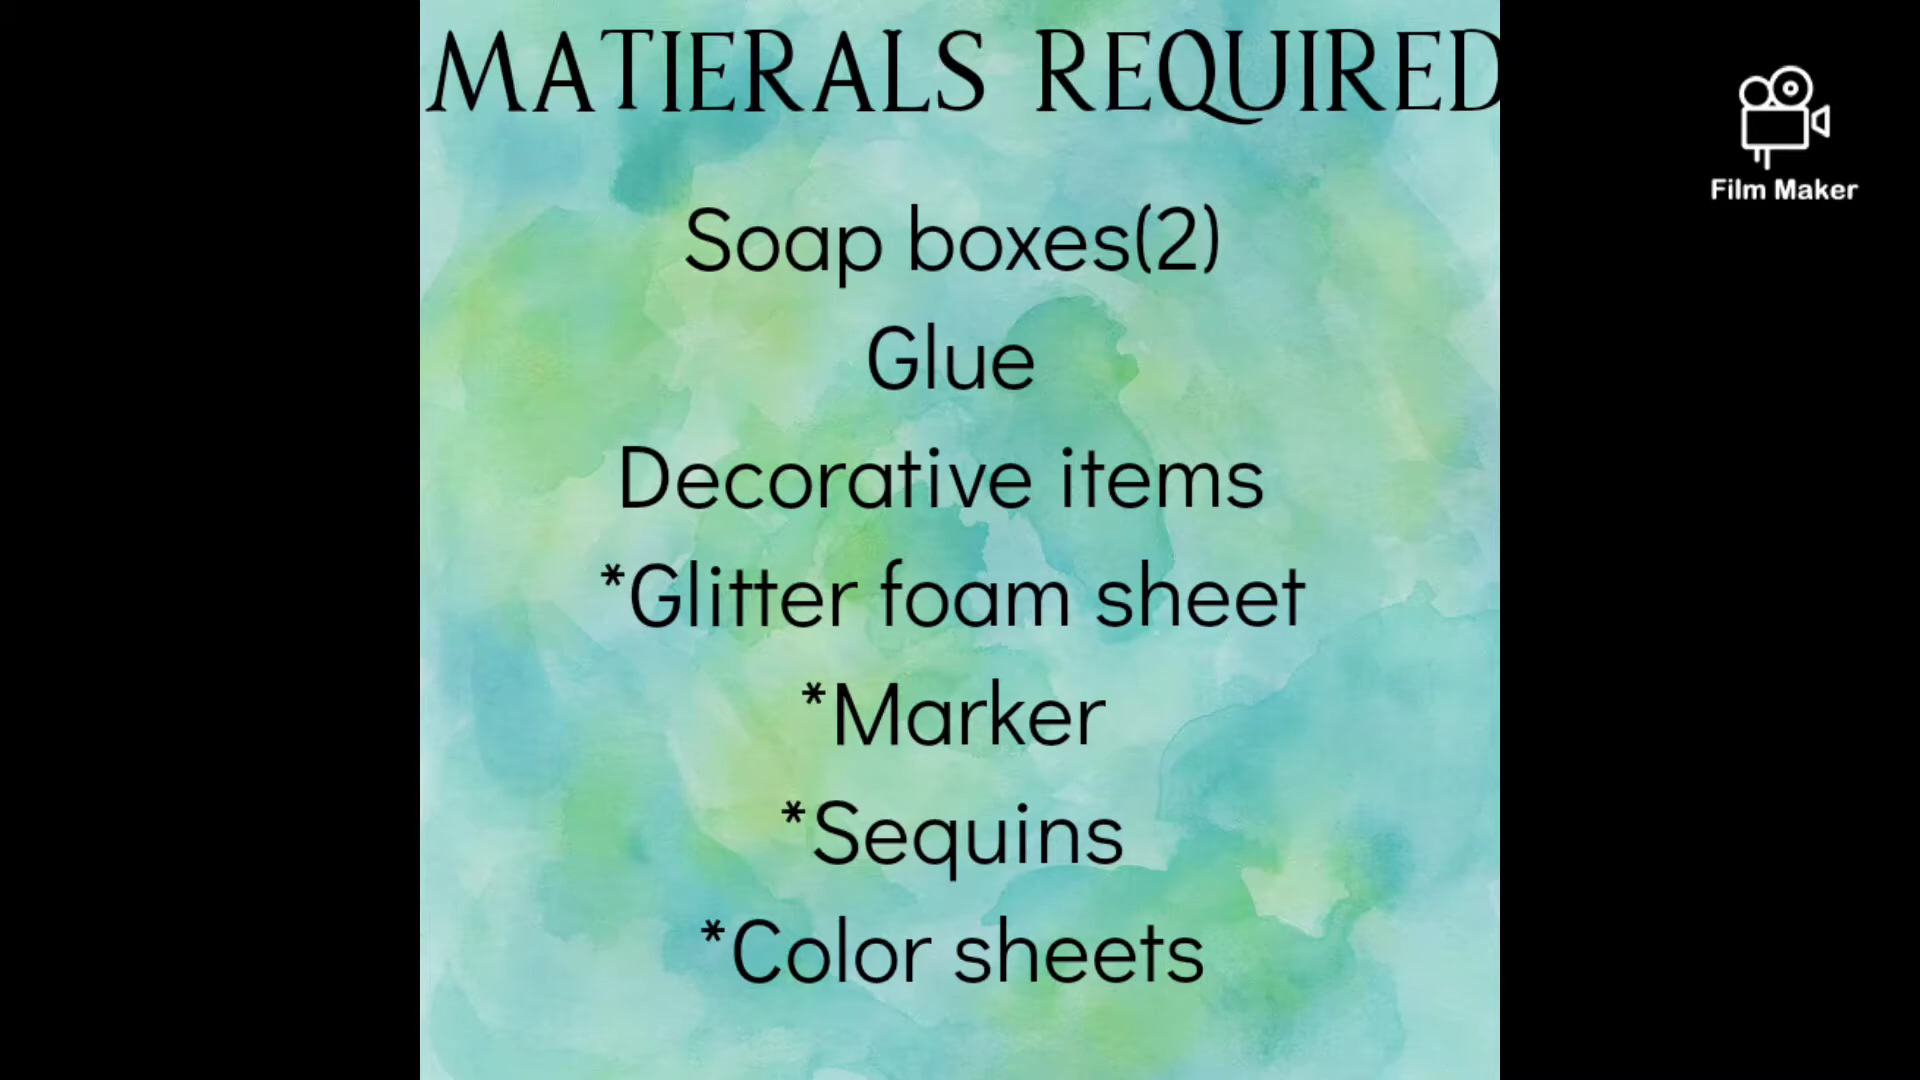 MATIERALS REQUIRED
Film Maker
Soap boxes(2)
Glue
Decorative items
*Glitter foam sheet
*Marker
*Sequins
*Color sheets